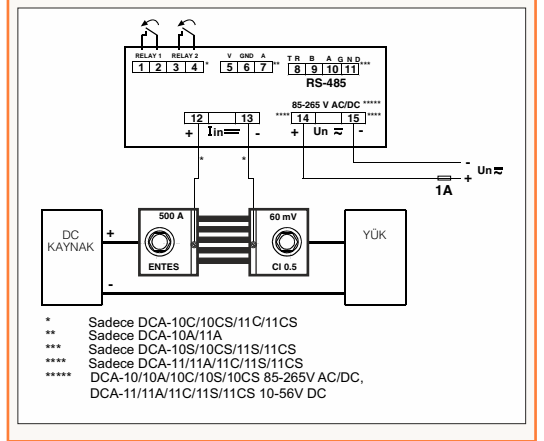 RELAY 1 RELAY 2 V GND A
1 2 3 4 * 5 6 7 ** T R B A G N D ***
8 9 10 11
RS-485
85-265 V AC/DC *****
12 13 **** 14 15 ****
+ Iin - + Un -
* *
- Un
+
1A
500 A 60 mV
DC
KAYNAK
+
-
YÜK
ENTES Cl 0.5
* Sadece DCA-10C/10CS/11C/11CS
** Sadece DCA-10A/11A
*** Sadece DCA-10S/10CS/11S/11CS
**** Sadece DCA-11/11A/11C/11S/11CS
***** DCA-10/10A/10C/10S/10CS 85-265V AC/DC,
DCA-11/11A/11C/11S/11CS 10-56V DC